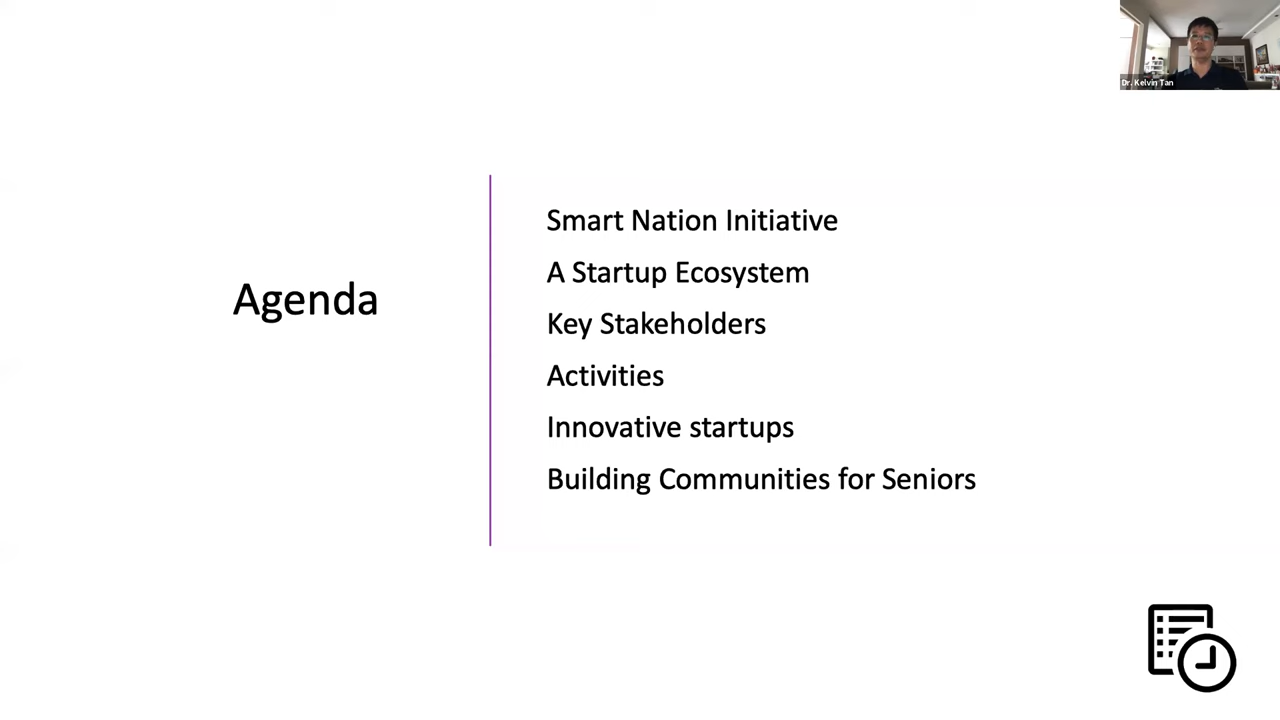 Dr. Kelvin Tan
Agenda
Smart Nation Initiative
A Startup Ecosystem
Key Stakeholders
Activities
Innovative startups
Building Communities for Seniors